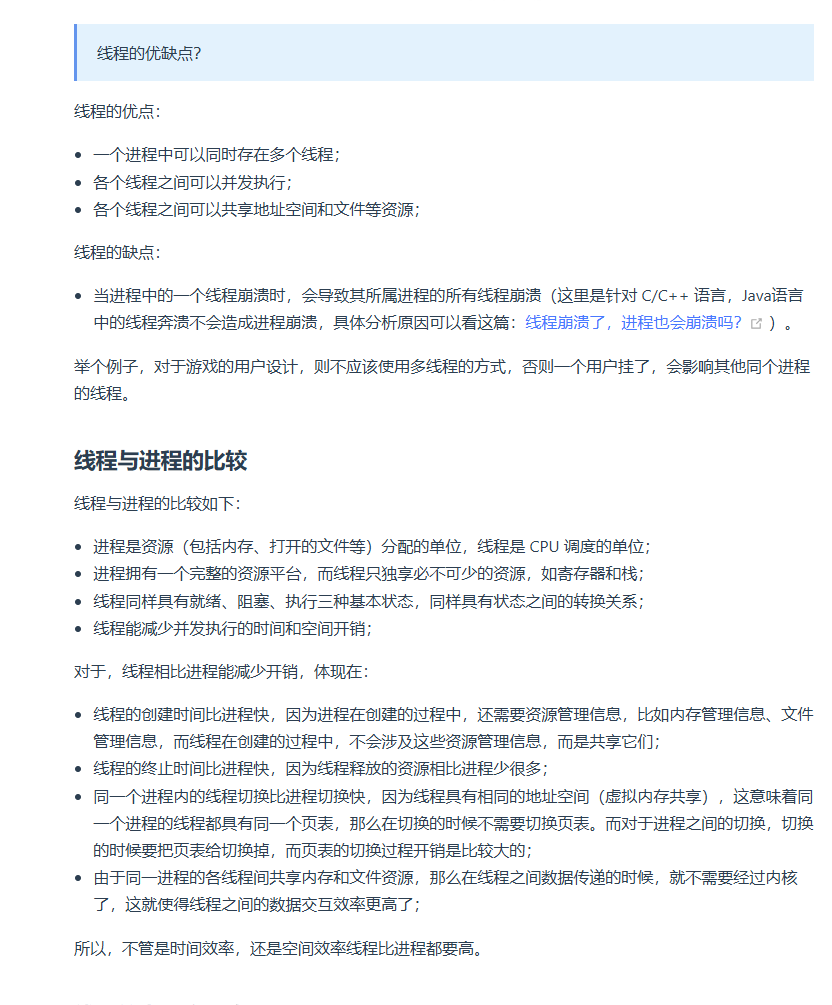 线程的优缺点？
线程的优点：
一个进程中可以同时存在多个线程；
各个线程之间可以并发执行；
各个线程之间可以共享地址空间和文件等资源；
线程的缺点：
当进程中的一个线程崩溃时，会导致其所属进程的所有线程崩溃（这里是针对 C/C++ 语言，Java语言
中的线程奔溃不会造成进程崩溃，具体分析原因可以看这篇：线程崩溃了，进程也会崩溃吗？）。
举个例子，对于游戏的用户设计，则不应该使用多线程的方式，否则一个用户挂了，会影响其他同个进程
的线程。
线程与进程的比较
线程与进程的比较如下：
进程是资源（包括内存、打开的文件等）分配的单位，线程是 CPU 调度的单位；
进程拥有一个完整的资源平台，而线程只独享必不可少的资源，如寄存器和栈；
线程同样具有就绪、阻塞、执行三种基本状态，同样具有状态之间的转换关系；
线程能减少并发执行的时间和空间开销；
对于，线程相比进程能减少开销，体现在：
线程的创建时间比进程快，因为进程在创建的过程中，还需要资源管理信息，比如内存管理信息、文件
管理信息，而线程在创建的过程中，不会涉及这些资源管理信息，而是共享它们；
线程的终止时间比进程快，因为线程释放的资源相比进程少很多；
同一个进程内的线程切换比进程切换快，因为线程具有相同的地址空间（虚拟内存共享），这意味着同
一个进程的线程都具有同一个页表，那么在切换的时候不需要切换页表。而对于进程之间的切换，切换
的时候要把页表给切换掉，而页表的切换过程开销是比较大的；
由于同一进程的各线程间共享内存和文件资源，那么在线程之间数据传递的时候，就不需要经过内核
了，这就使得线程之间的数据交互效率更高了；
所以，不管是时间效率，还是空间效率线程比进程都要高。